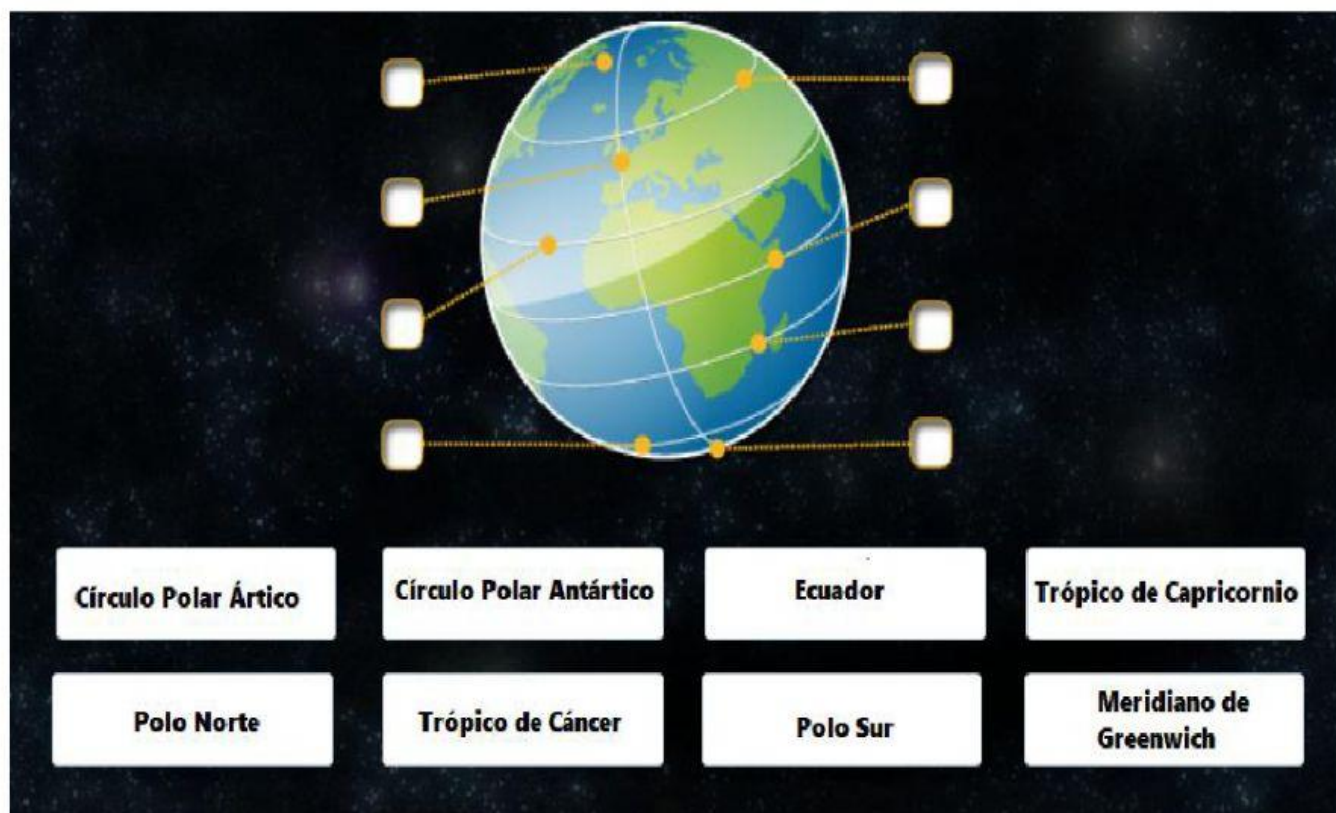 Círculo Polar Ártico
Círculo Polar Antártico
Ecuador
Trópico de Capricornio
Polo Norte
Trópico de Cáncer
Polo Sur
Meridiano de
Greenwich